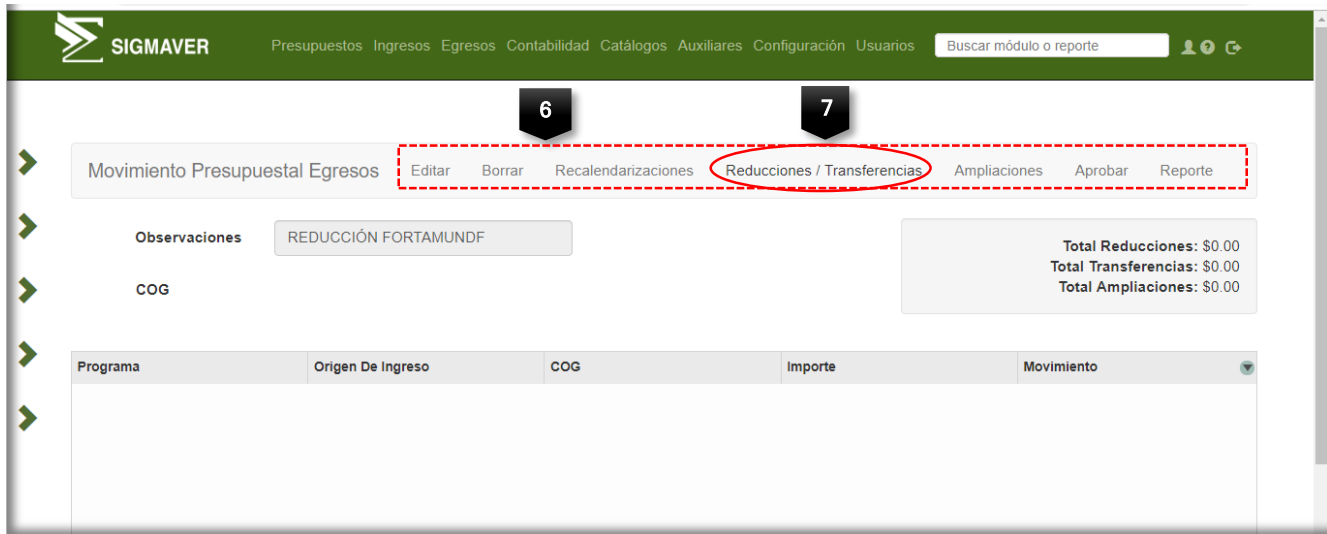 SIGMAVER Presupuestos Ingresos Egresos Contabilidad Catálogos Auxiliares Configuración Usuarios Buscar módulo o reporte
6 7
Movimiento Presupuestal Egresos Editar Borrar Recalendarizaciones Reducciones / Transferencias Ampliaciones Aprobar Reporte
Observaciones REDUCCIÓN FORTAMUNDF
COG
Total Reducciones: $0.00
Total Transferencias: $0.00
Total Ampliaciones: $0.00
Programa Origen De Ingreso COG Importe Movimiento